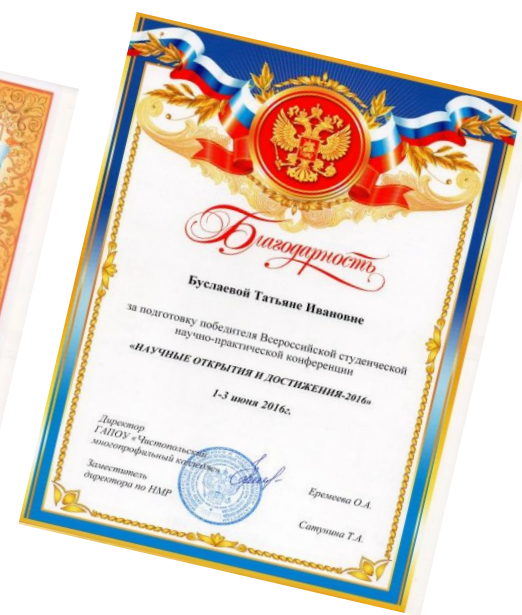 Благодарность
Буслаевой Татьяне Ивановне
за подготовку победителя Всероссийской студенческой
научно-практической конференции
«НАУЧНЫЕ ОТКРЫТИЯ И ДОСТИЖЕНИЯ-2016»
1-3 июня 2016г.
Директор
ГАПОУ «Чистопольский
многопрофильный колледж»
Еремеева О.А.
Заместитель
директора по НМР
Сатунина Т.А.